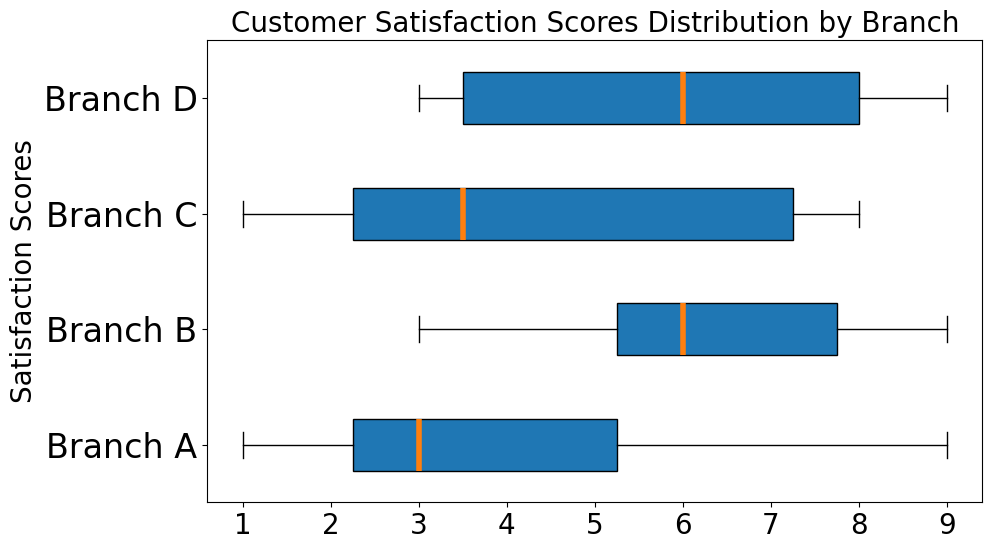 Customer Satisfaction Scores Distribution by Branch
Satisfaction Scores
Branch D
Branch C
Branch B
Branch A
1 2 3 4 5 6 7 8 9